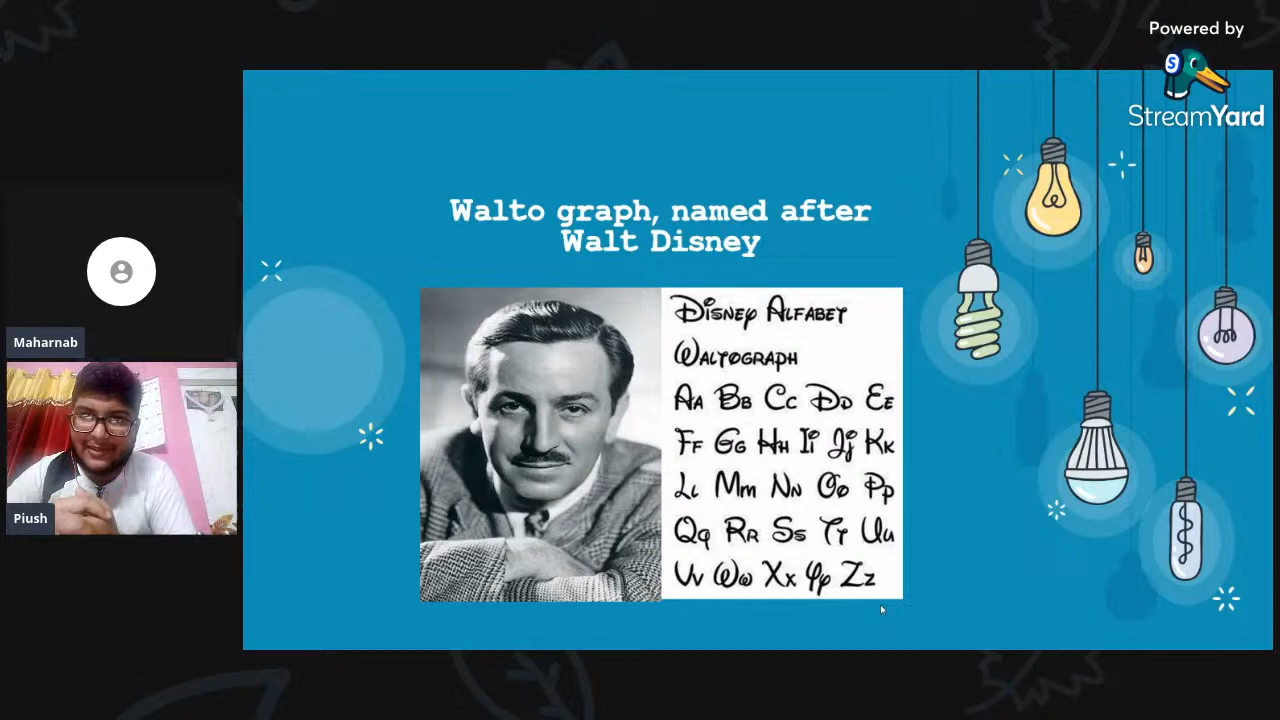 Powered by
StreamYard
Walto graph, named after
Walt Disney
Disney Alfabet
Waltograph
Aa Bb Cc Dd Ee
Ff Gg Hh Ii Jj Kk
Ll Mm Nn Oo Pp
Qq Rr Ss Tt Uu
Vv Ww Xx Yy Zz
Maharnab
Piush